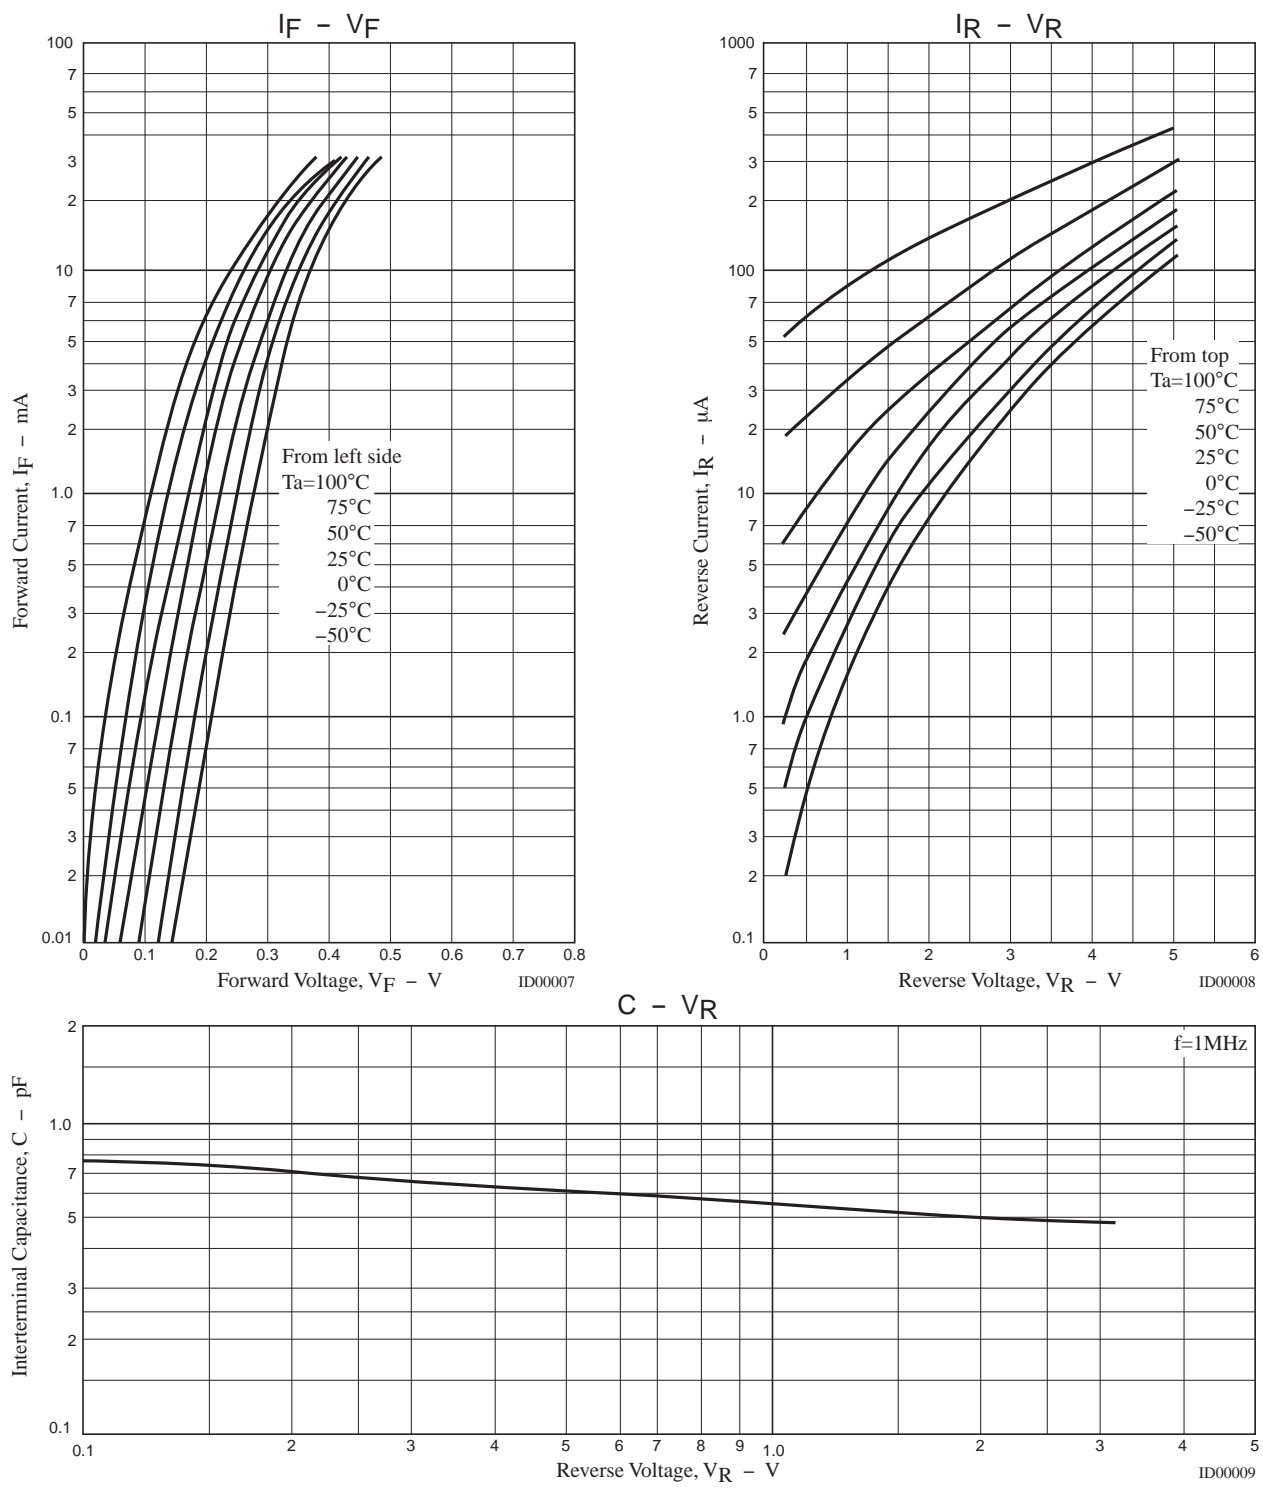 IF – VF
100
7
5
3
2
10
7
5
3
2
1.0
7
5
3
2
0.1
7
5
3
2
0.01
0 0.1 0.2 0.3 0.4 0.5 0.6 0.7 0.8
Forward Current, IF – mA
Forward Voltage, VF – V
ID00007
From left side
Ta=100°C
75°C
50°C
25°C
0°C
−25°C
−50°C
IR – VR
1000
7
5
3
2
100
7
5
3
2
10
7
5
3
2
1.0
7
5
3
2
0.1
0 1 2 3 4 5 6
Reverse Current, IR – μA
Reverse Voltage, VR – V
ID00008
From top
Ta=100°C
75°C
50°C
25°C
0°C
−25°C
−50°C
C – VR
f=1MHz
2
1.0
7
5
3
2
0.1
0.1 2 3 4 5 6 7 8 9 1.0 2 3 4 5
Interterminal Capacitance, C – pF
Reverse Voltage, VR – V
ID00009